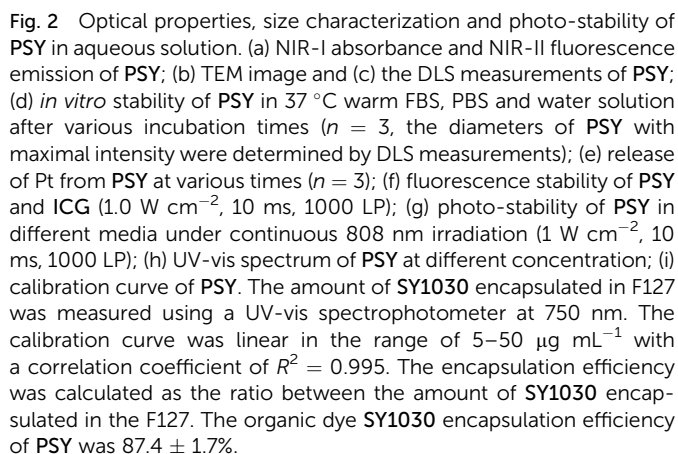 Fig. 2 Optical properties, size characterization and photo-stability of
PSY in aqueous solution. (a) NIR-I absorbance and NIR-II fluorescence
emission of PSY; (b) TEM image and (c) the DLS measurements of PSY;
(d) in vitro stability of PSY in 37 °C warm FBS, PBS and water solution
after various incubation times (n = 3, the diameters of PSY with
maximal intensity were determined by DLS measurements); (e) release
of Pt from PSY at various times (n = 3); (f) fluorescence stability of PSY
and ICG (1.0 W cm⁻², 10 ms, 1000 LP); (g) photo-stability of PSY in
different media under continuous 808 nm irradiation (1 W cm⁻², 10
ms, 1000 LP); (h) UV-vis spectrum of PSY at different concentration; (i)
calibration curve of PSY. The amount of SY1030 encapsulated in F127
was measured using a UV-vis spectrophotometer at 750 nm. The
calibration curve was linear in the range of 5–50 μg mL⁻¹ with
a correlation coefficient of R² = 0.995. The encapsulation efficiency
was calculated as the ratio between the amount of SY1030 encap-
sulated in the F127. The organic dye SY1030 encapsulation efficiency
of PSY was 87.4 ± 1.7%.